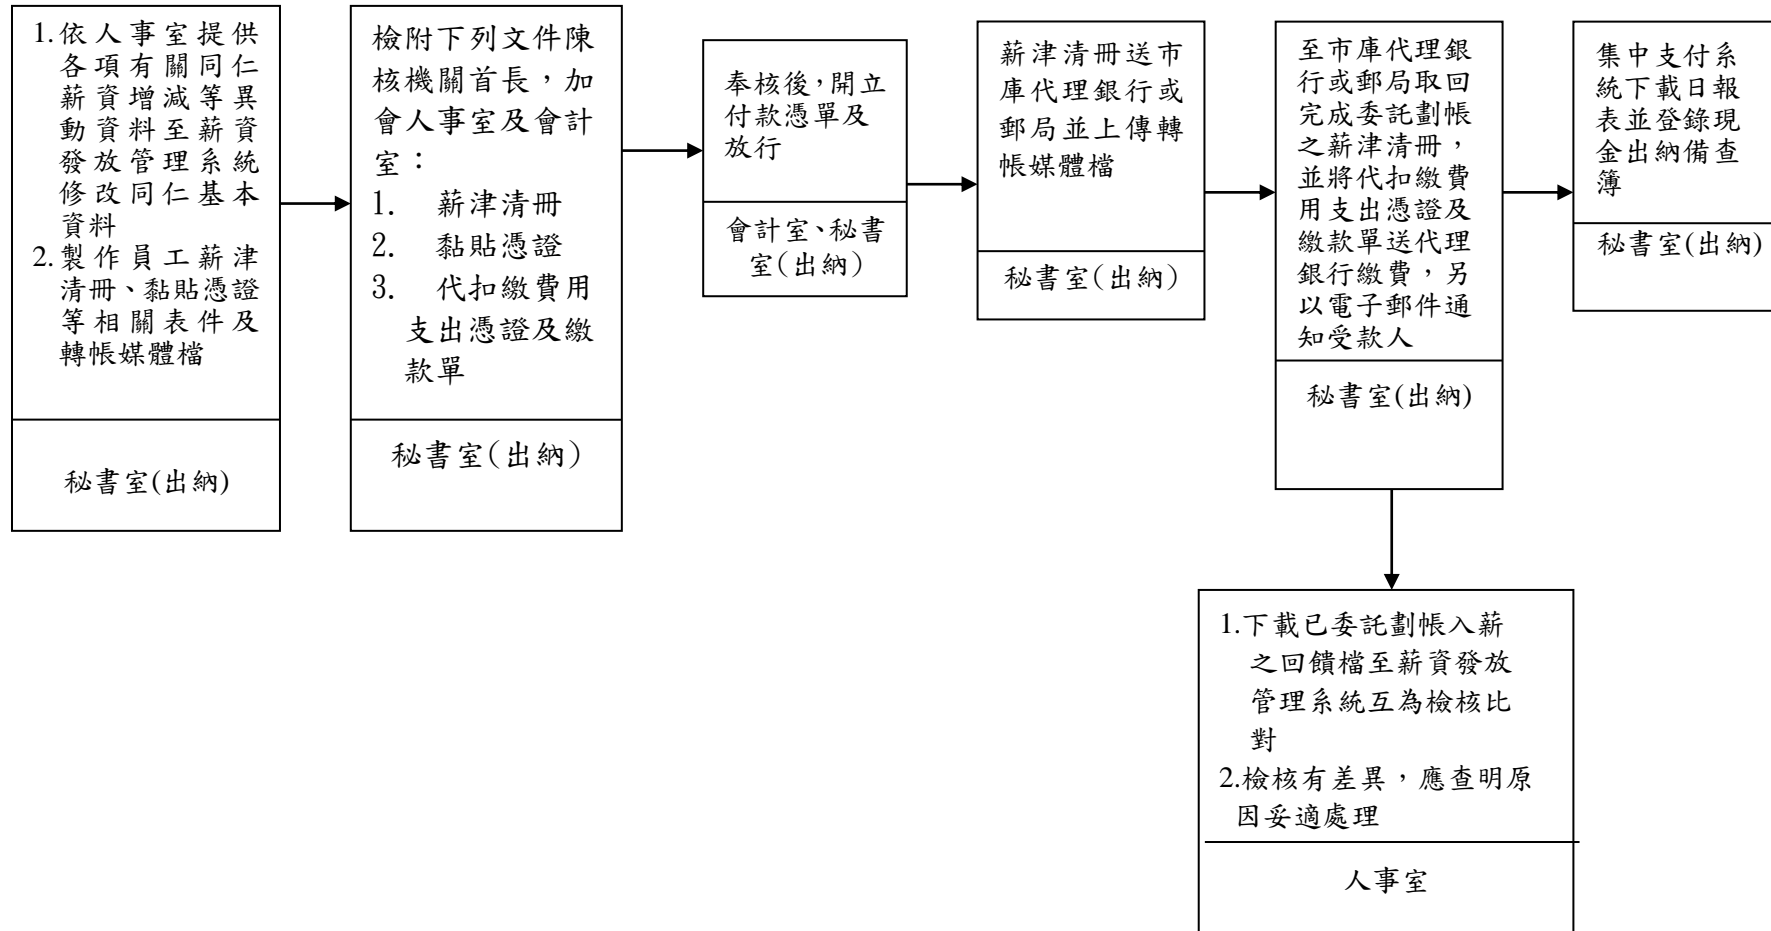 1.依人事室提供
各項有關同仁
薪資增減等異
動資料至薪資
發放管理系統
修改同仁基本
資料
2.製作員工薪津
清冊、黏貼憑證
等相關表件及
轉帳媒體檔
秘書室(出納)
檢附下列文件陳
核機關首長，加
會人事室及會計
室：
1. 薪津清冊
2. 黏貼憑證
3. 代扣繳費用
支出憑證及繳
款單
秘書室(出納)
奉核後，開立
付款憑單及
放行
會計室、秘書
室(出納)
薪津清冊送市
庫代理銀行或
郵局並上傳轉
帳媒體檔
秘書室(出納)
至市庫代理銀
行或郵局取回
完成委託劃帳
之薪津清冊，
並將代扣繳費
用支出憑證及
繳款單送代理
銀行繳費，另
以電子郵件通
知受款人
秘書室(出納)
集中支付系
統下載日報
表並登錄現
金出納備查
簿
秘書室(出納)
1.下載已委託劃帳入薪
之回饋檔至薪資發放
管理系統互為檢核比
對
2.檢核有差異，應查明原
因妥適處理
人事室